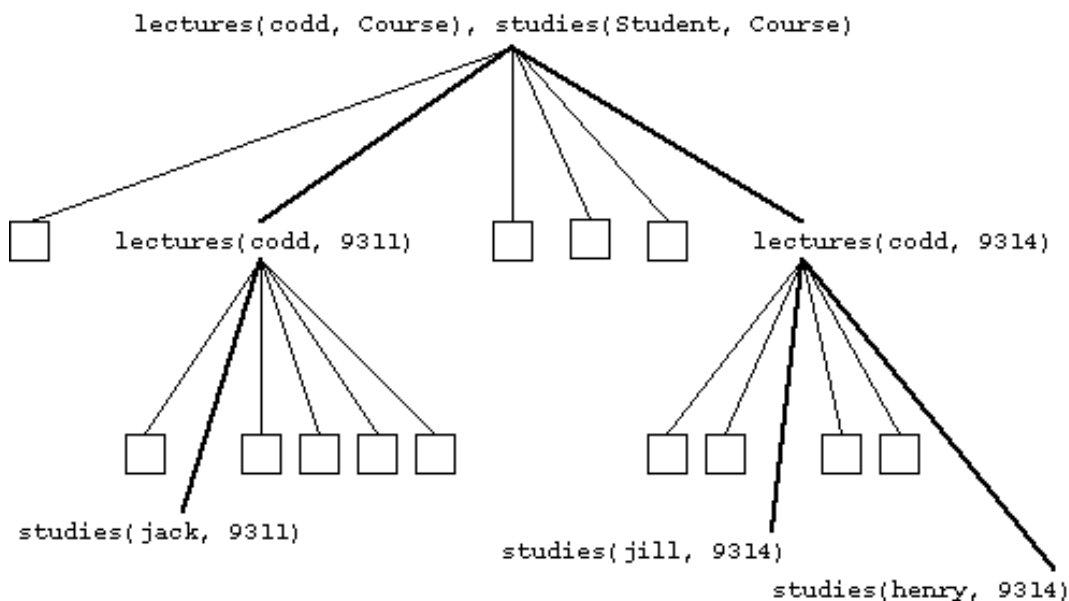 lectures(codd, Course), studies(Student, Course)
lectures(codd, 9311)
lectures(codd, 9314)
studies(jack, 9311)
studies(jill, 9314)
studies(henry, 9314)